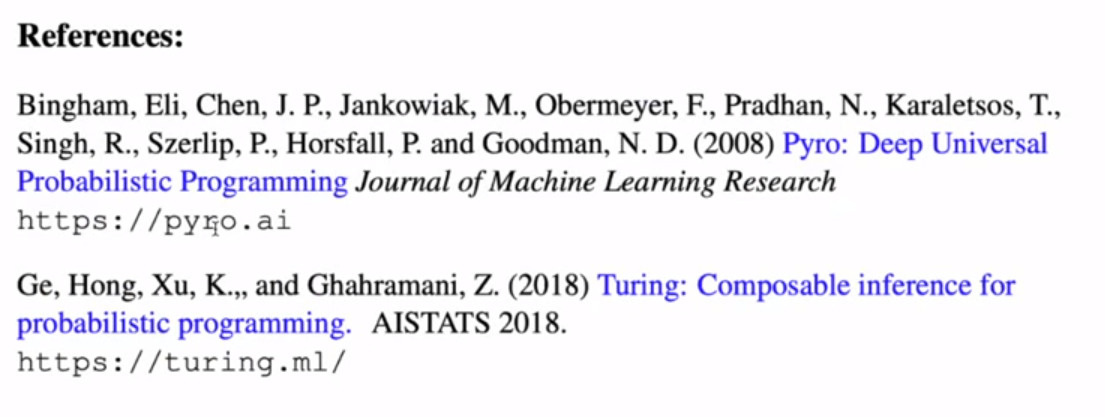 References:
Bingham, Eli, Chen, J. P., Jankowiak, M., Obermeyer, F., Pradhan, N., Karaletsos, T.,
Singh, R., Szerlip, P., Horsfall, P. and Goodman, N. D. (2008) Pyro: Deep Universal
Probabilistic Programming Journal of Machine Learning Research
https://pyro.ai
Ge, Hong, Xu, K.,, and Ghahramani, Z. (2018) Turing: Composable inference for
probabilistic programming. AISTATS 2018.
https://turing.ml/